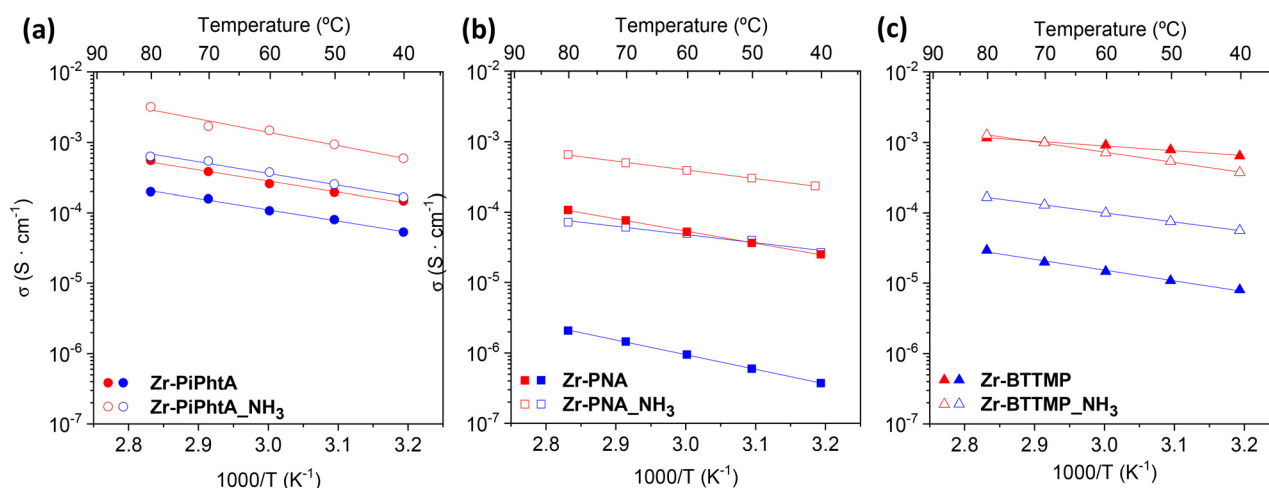 (a)
Temperature (ºC)
90 80 70 60 50 40
10-2
10-3
10-4
10-5
10-6
10-7
σ (S · cm-1)
Zr-PiPhtA
Zr-PiPhtA_NH3
2.8 2.9 3.0 3.1 3.2
1000/T (K-1)
(b)
Temperature (ºC)
90 80 70 60 50 40
10-2
10-3
10-4
10-5
10-6
10-7
σ (S · cm-1)
Zr-PNA
Zr-PNA_NH3
2.8 2.9 3.0 3.1 3.2
1000/T (K-1)
(c)
Temperature (ºC)
90 80 70 60 50 40
10-2
10-3
10-4
10-5
10-6
10-7
Zr-BTTMP
Zr-BTTMP_NH3
2.8 2.9 3.0 3.1 3.2
1000/T (K-1)